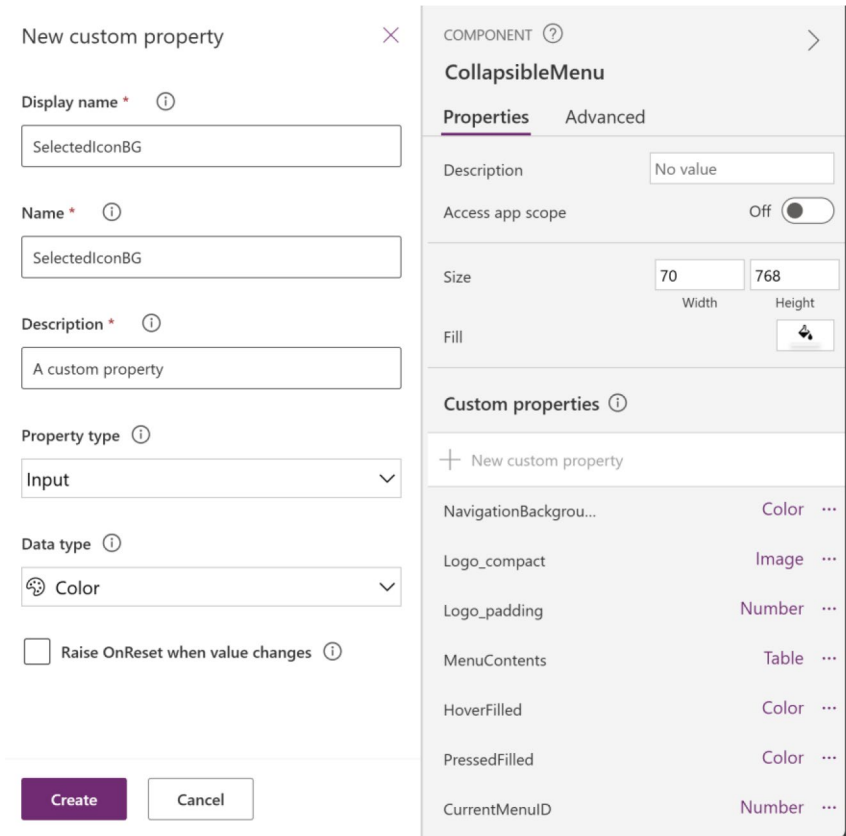 New custom property
Display name *
SelectedIconBG
Name *
SelectedIconBG
Description *
A custom property
Property type
Input
Data type
Color
Raise OnReset when value changes
Create
Cancel
COMPONENT
CollapsibleMenu
Properties
Advanced
Description
No value
Access app scope
Off
Size
70
768
Width
Height
Fill
Custom properties
New custom property
NavigationBackgrou...
Color
Logo_compact
Image
Logo_padding
Number
MenuContents
Table
HoverFilled
Color
PressedFilled
Color
CurrentMenuID
Number